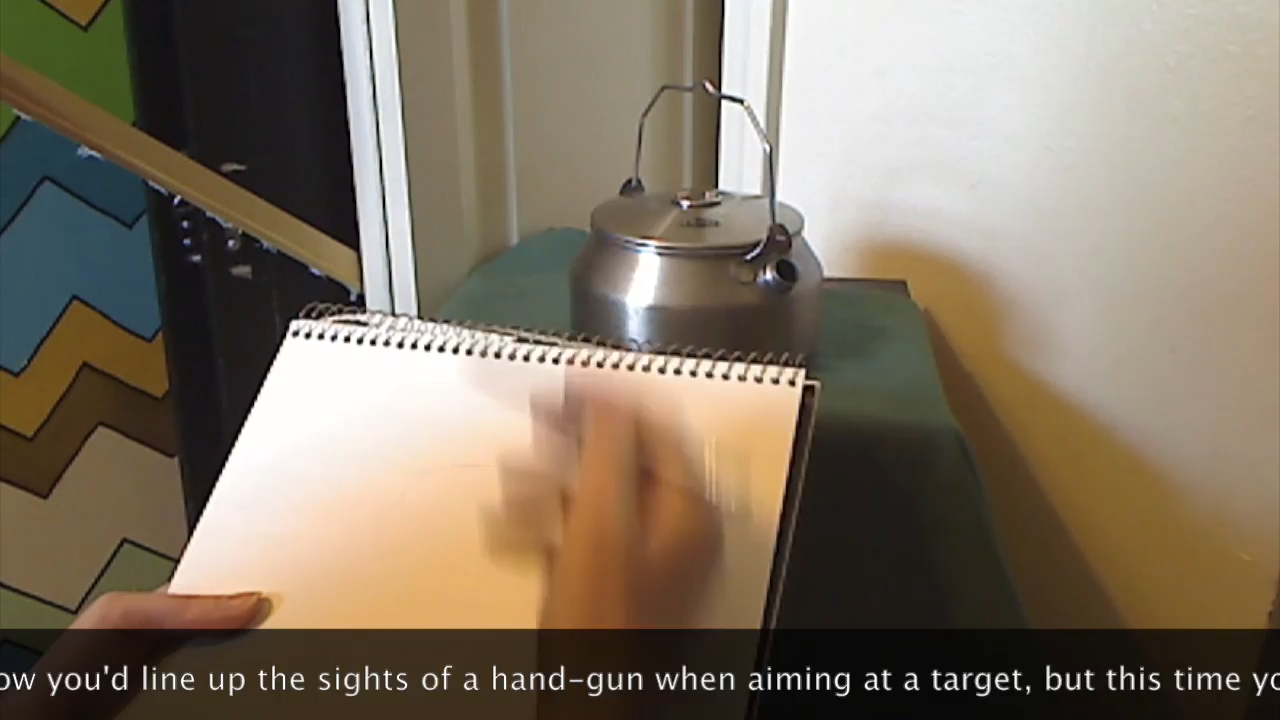 ow you'd line up the sights of a hand-gun when aiming at a target, but this time yo